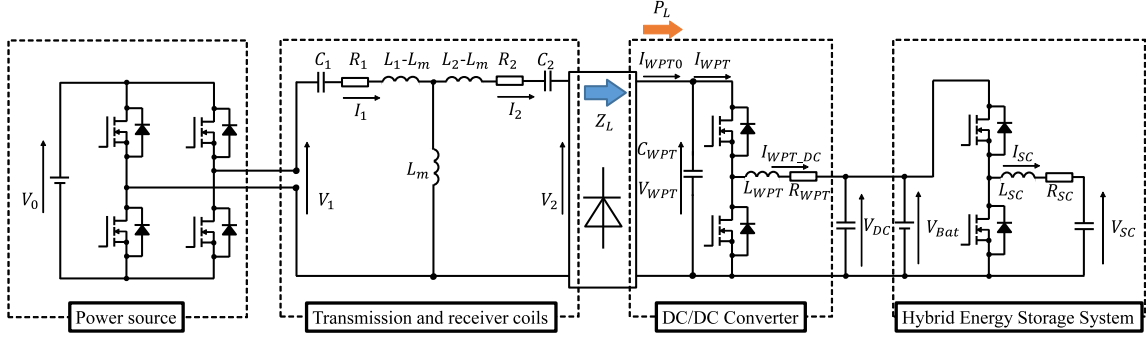 P_L
C_1 R_1 L_1-L_m L_2-L_m R_2 C_2
I_WPT0 I_WPT
I_1 I_2
Z_L
V_0 V_1 L_m V_2
C_WPT
V_WPT
I_WPT_DC
L_WPT R_WPT
V_DC V_Bat
I_SC
L_SC R_SC
V_SC
Power source
Transmission and receiver coils
DC/DC Converter
Hybrid Energy Storage System